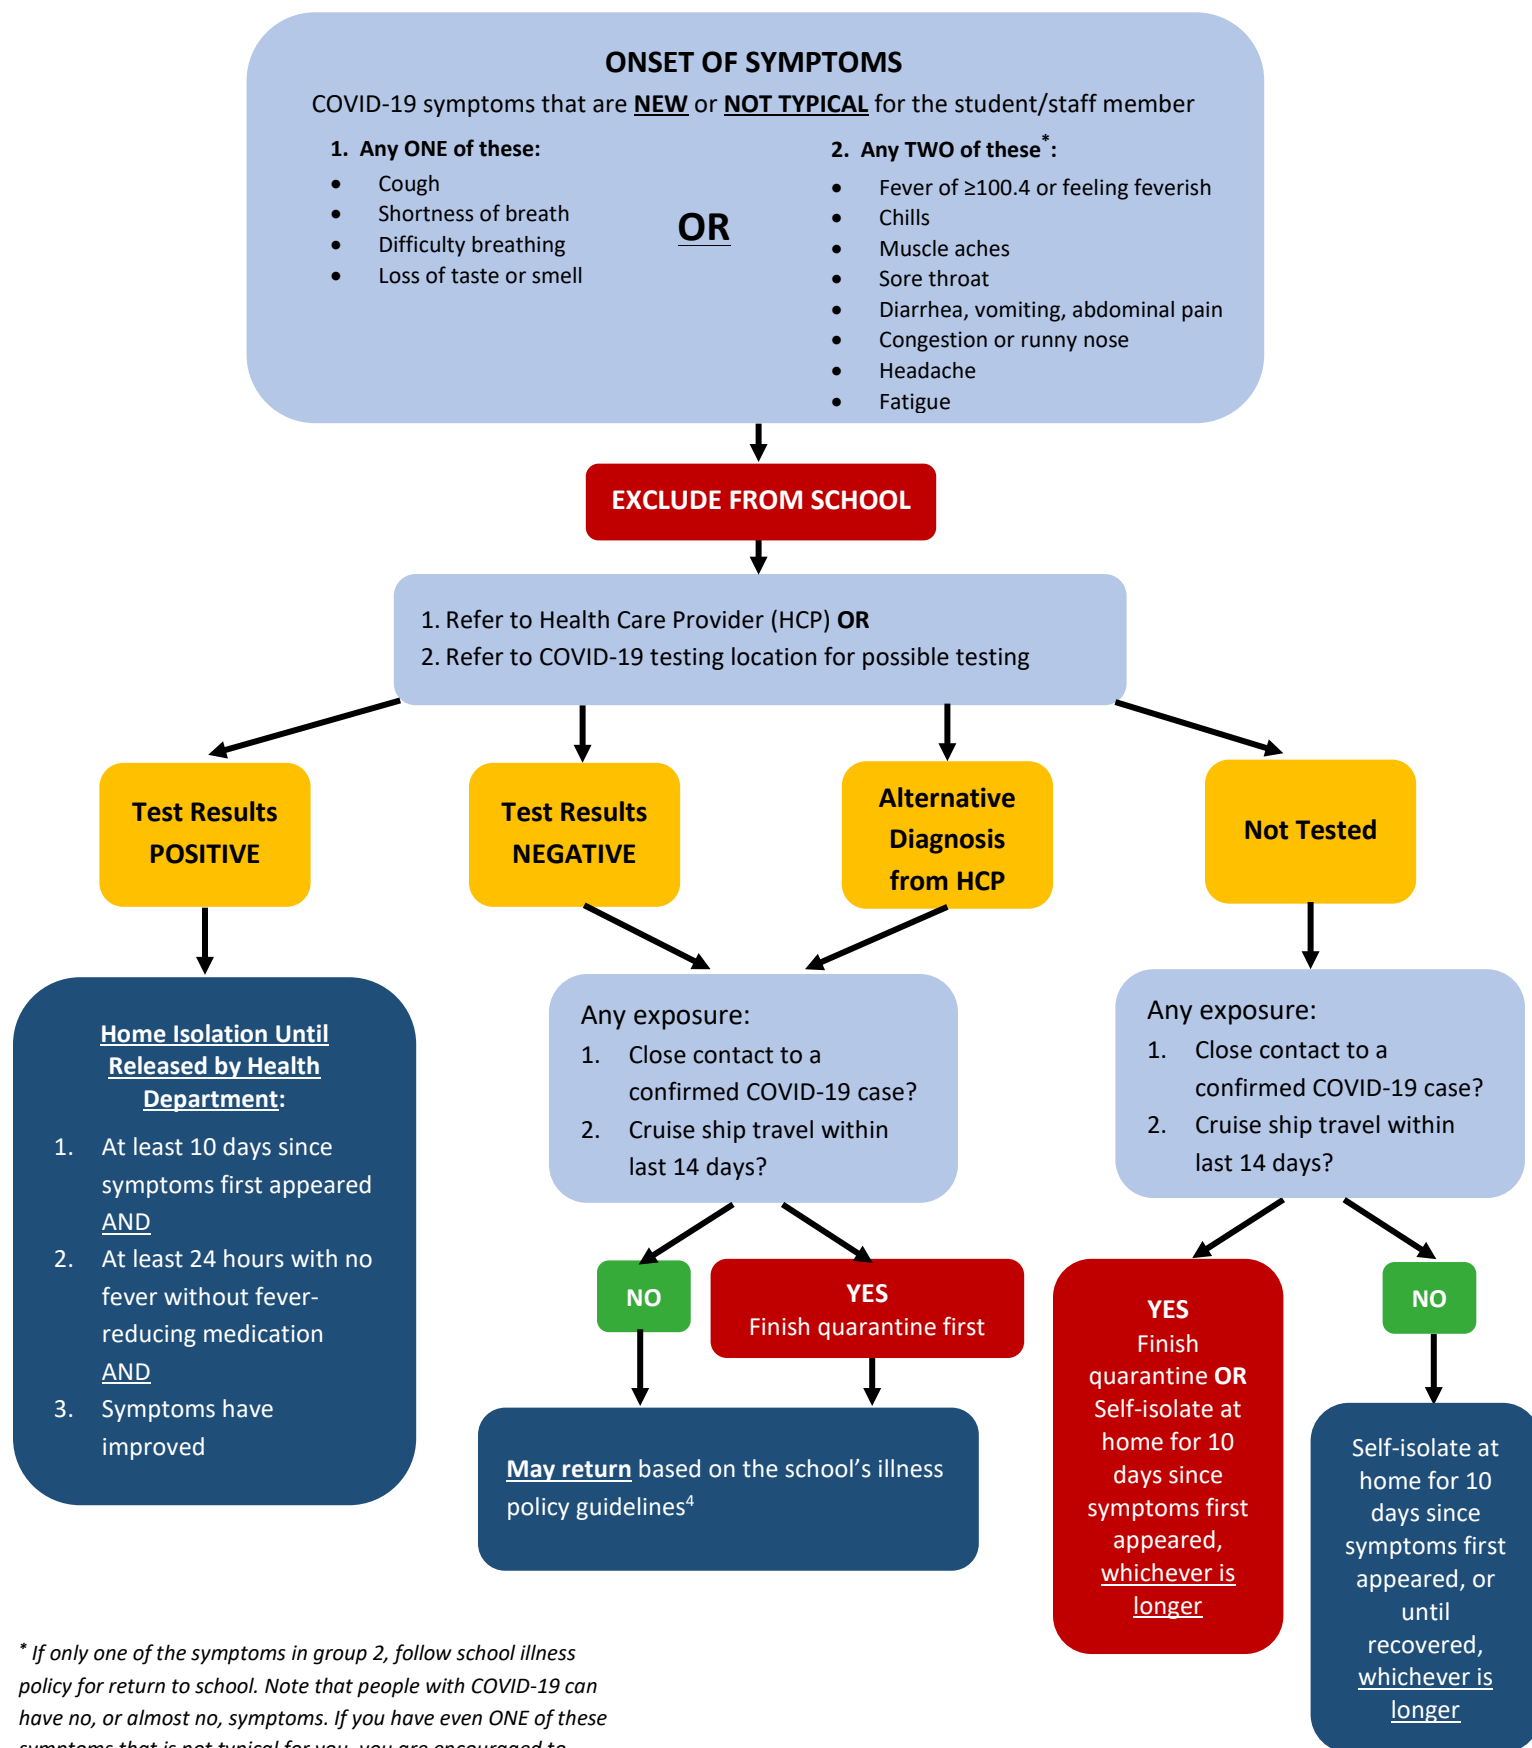 ONSET OF SYMPTOMS
COVID-19 symptoms that are NEW or NOT TYPICAL for the student/staff member
1. Any ONE of these:
• Cough
• Shortness of breath
• Difficulty breathing
• Loss of taste or smell
OR
2. Any TWO of these*:
• Fever of ≥100.4 or feeling feverish
• Chills
• Muscle aches
• Sore throat
• Diarrhea, vomiting, abdominal pain
• Congestion or runny nose
• Headache
• Fatigue
EXCLUDE FROM SCHOOL
1. Refer to Health Care Provider (HCP) OR
2. Refer to COVID-19 testing location for possible testing
Test Results
POSITIVE
Test Results
NEGATIVE
Alternative
Diagnosis
from HCP
Not Tested
Home Isolation Until
Released by Health
Department:
1. At least 10 days since
symptoms first appeared
AND
2. At least 24 hours with no
fever without fever-
reducing medication
AND
3. Symptoms have
improved
Any exposure:
1. Close contact to a
confirmed COVID-19 case?
2. Cruise ship travel within
last 14 days?
NO
YES
Finish quarantine first
May return based on the school's illness
policy guidelines4
Any exposure:
1. Close contact to a
confirmed COVID-19 case?
2. Cruise ship travel within
last 14 days?
YES
Finish
quarantine OR
Self-isolate at
home for 10
days since
symptoms first
appeared,
whichever is
longer
NO
Self-isolate at
home for 10
days since
symptoms first
appeared, or
until
recovered,
whichever is
longer
* If only one of the symptoms in group 2, follow school illness
policy for return to school. Note that people with COVID-19 can
have no, or almost no, symptoms. If you have even ONE of these
symptoms that is not typical for you, you are encouraged to